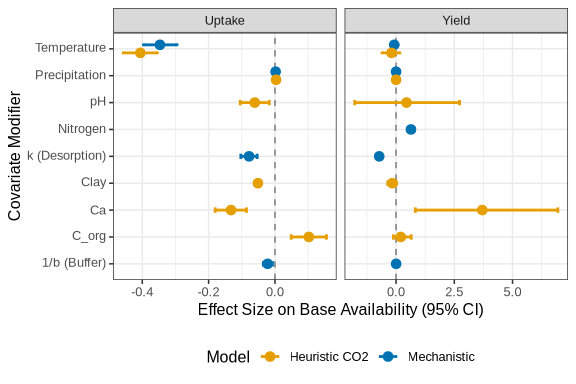 Uptake
Yield
Covariate Modifier
Temperature
Precipitation
pH
Nitrogen
k (Desorption)
Clay
Ca
C_org
1/b (Buffer)
-0.4 -0.2 0.0
0.0 2.5 5.0
Effect Size on Base Availability (95% CI)
Model Heuristic CO2 Mechanistic